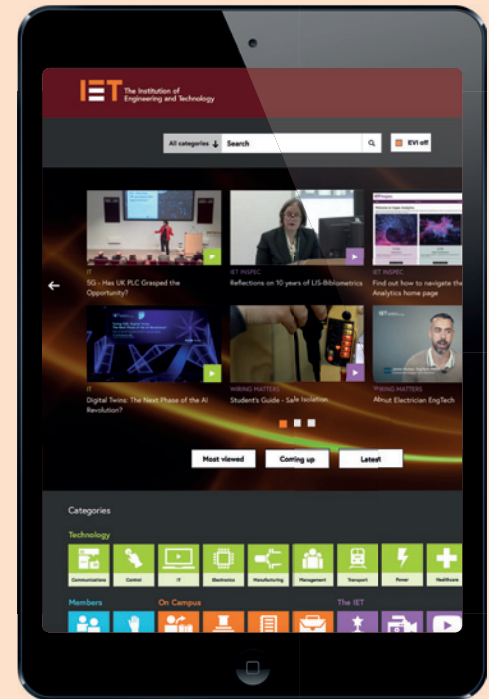 IET The Institution of
Engineering and Technology
All categories ↓ Search EVI off
IT
5G - Has UK PLC Grasped the
Opportunity?
IET INSPEC
Reflections on 10 years of LIS-Bibliometrics
IET INSPEC
Find out how to navigate the
Analytics home page
IT
Digital Twins: The Next Phase of the AI
Revolution?
WIRING MATTERS
Student's Guide - Safe Isolation
WIRING MATTERS
About Electrician EngTech
Most viewed Coming up Latest
Categories
Technology
Communications Control IT Electronics Manufacturing Management Transport Power Healthcare
Members On Campus The IET